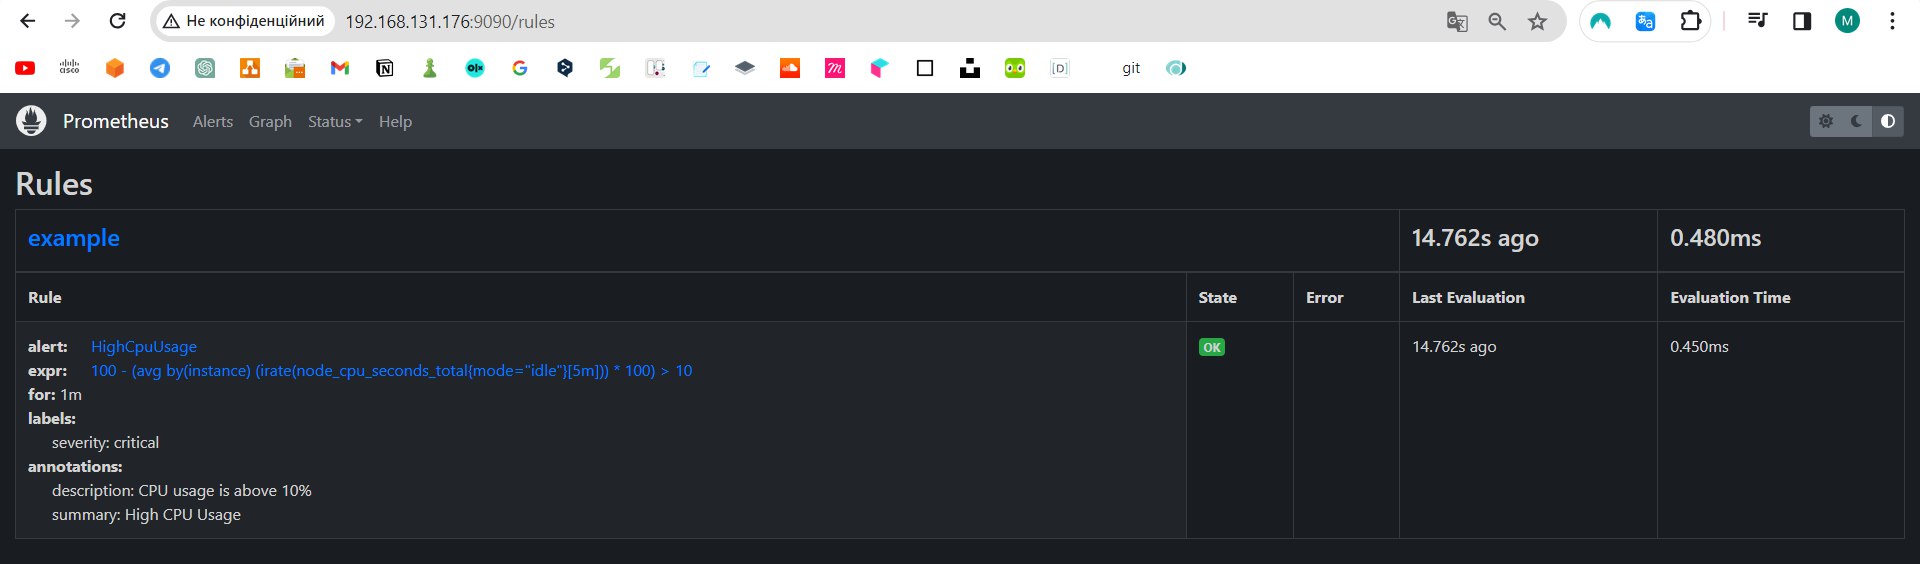 Не конфіденційний 192.168.131.176:9090/rules
M
cisco
olx
[D]
git
Prometheus Alerts Graph Status Help
Rules
example 14.762s ago 0.480ms
Rule State Error Last Evaluation Evaluation Time
alert: HighCpuUsage OK 14.762s ago 0.450ms
expr: 100 - (avg by(instance) (irate(node_cpu_seconds_total{mode="idle"}[5m])) * 100) > 10
for: 1m
labels:
severity: critical
annotations:
description: CPU usage is above 10%
summary: High CPU Usage